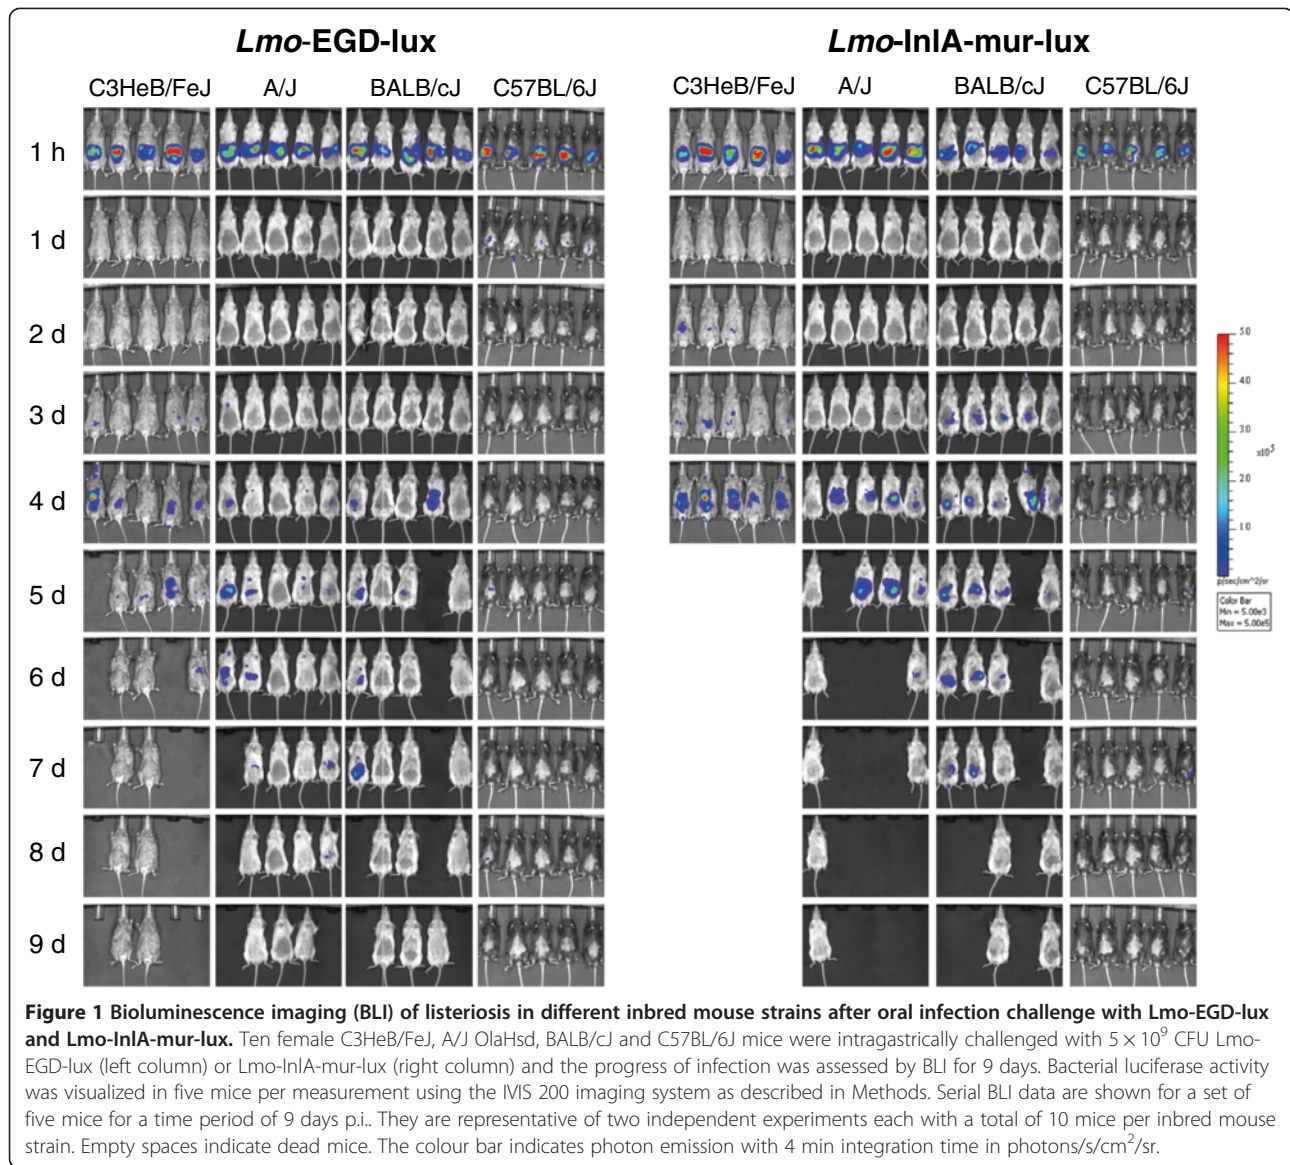 Lmo-EGD-lux Lmo-InlA-mur-lux
C3HeB/FeJ A/J BALB/cJ C57BL/6J C3HeB/FeJ A/J BALB/cJ C57BL/6J
1 h
1 d
2 d
3 d
4 d
5 d
6 d
7 d
8 d
9 d
5.0
4.0
3.0
x10^5
2.0
1.0
p/sec/cm^2/sr
Color Bar
Min = 5.00e3
Max = 5.00e5
Figure 1 Bioluminescence imaging (BLI) of listeriosis in different inbred mouse strains after oral infection challenge with Lmo-EGD-lux
and Lmo-InlA-mur-lux. Ten female C3HeB/FeJ, A/J OlaHsd, BALB/cJ and C57BL/6J mice were intragastrically challenged with 5 × 10⁹ CFU Lmo-
EGD-lux (left column) or Lmo-InlA-mur-lux (right column) and the progress of infection was assessed by BLI for 9 days. Bacterial luciferase activity
was visualized in five mice per measurement using the IVIS 200 imaging system as described in Methods. Serial BLI data are shown for a set of
five mice for a time period of 9 days p.i.. They are representative of two independent experiments each with a total of 10 mice per inbred mouse
strain. Empty spaces indicate dead mice. The colour bar indicates photon emission with 4 min integration time in photons/s/cm²/sr.